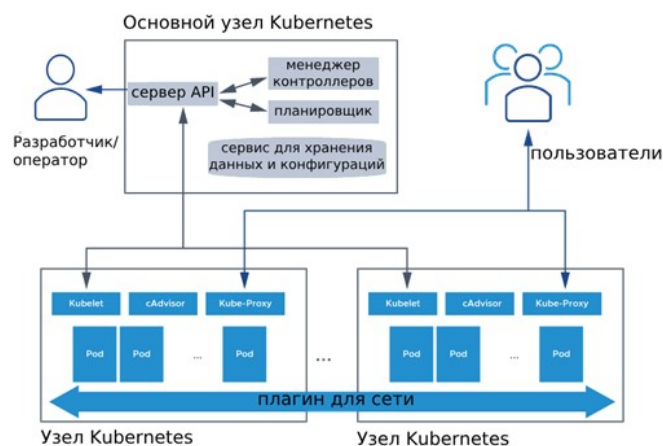 Основной узел Kubernetes
менеджер
контроллеров
сервер API
планировщик
Разработчик/
оператор
сервис для хранения
данных и конфигураций
пользователи
Kubelet
cAdvisor
Kube-Proxy
Pod
Pod
...
Pod
...
Kubelet
cAdvisor
Kube-Proxy
Pod
Pod
...
Pod
плагин для сети
Узел Kubernetes
Узел Kubernetes